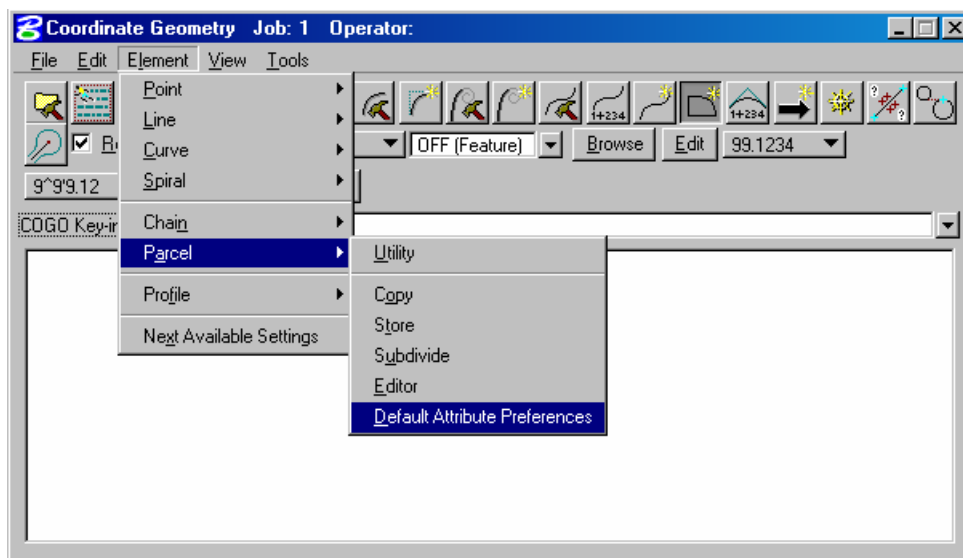 Coordinate Geometry Job: 1 Operator:
File Edit Element View Tools
Point
Line
Curve
Spiral
Chain
Parcel
Profile
Next Available Settings
1+234
1+234
? ?
OFF (Feature) Browse Edit 99.1234
9^9'9.12
COGO Key-in
Utility
Copy
Store
Subdivide
Editor
Default Attribute Preferences